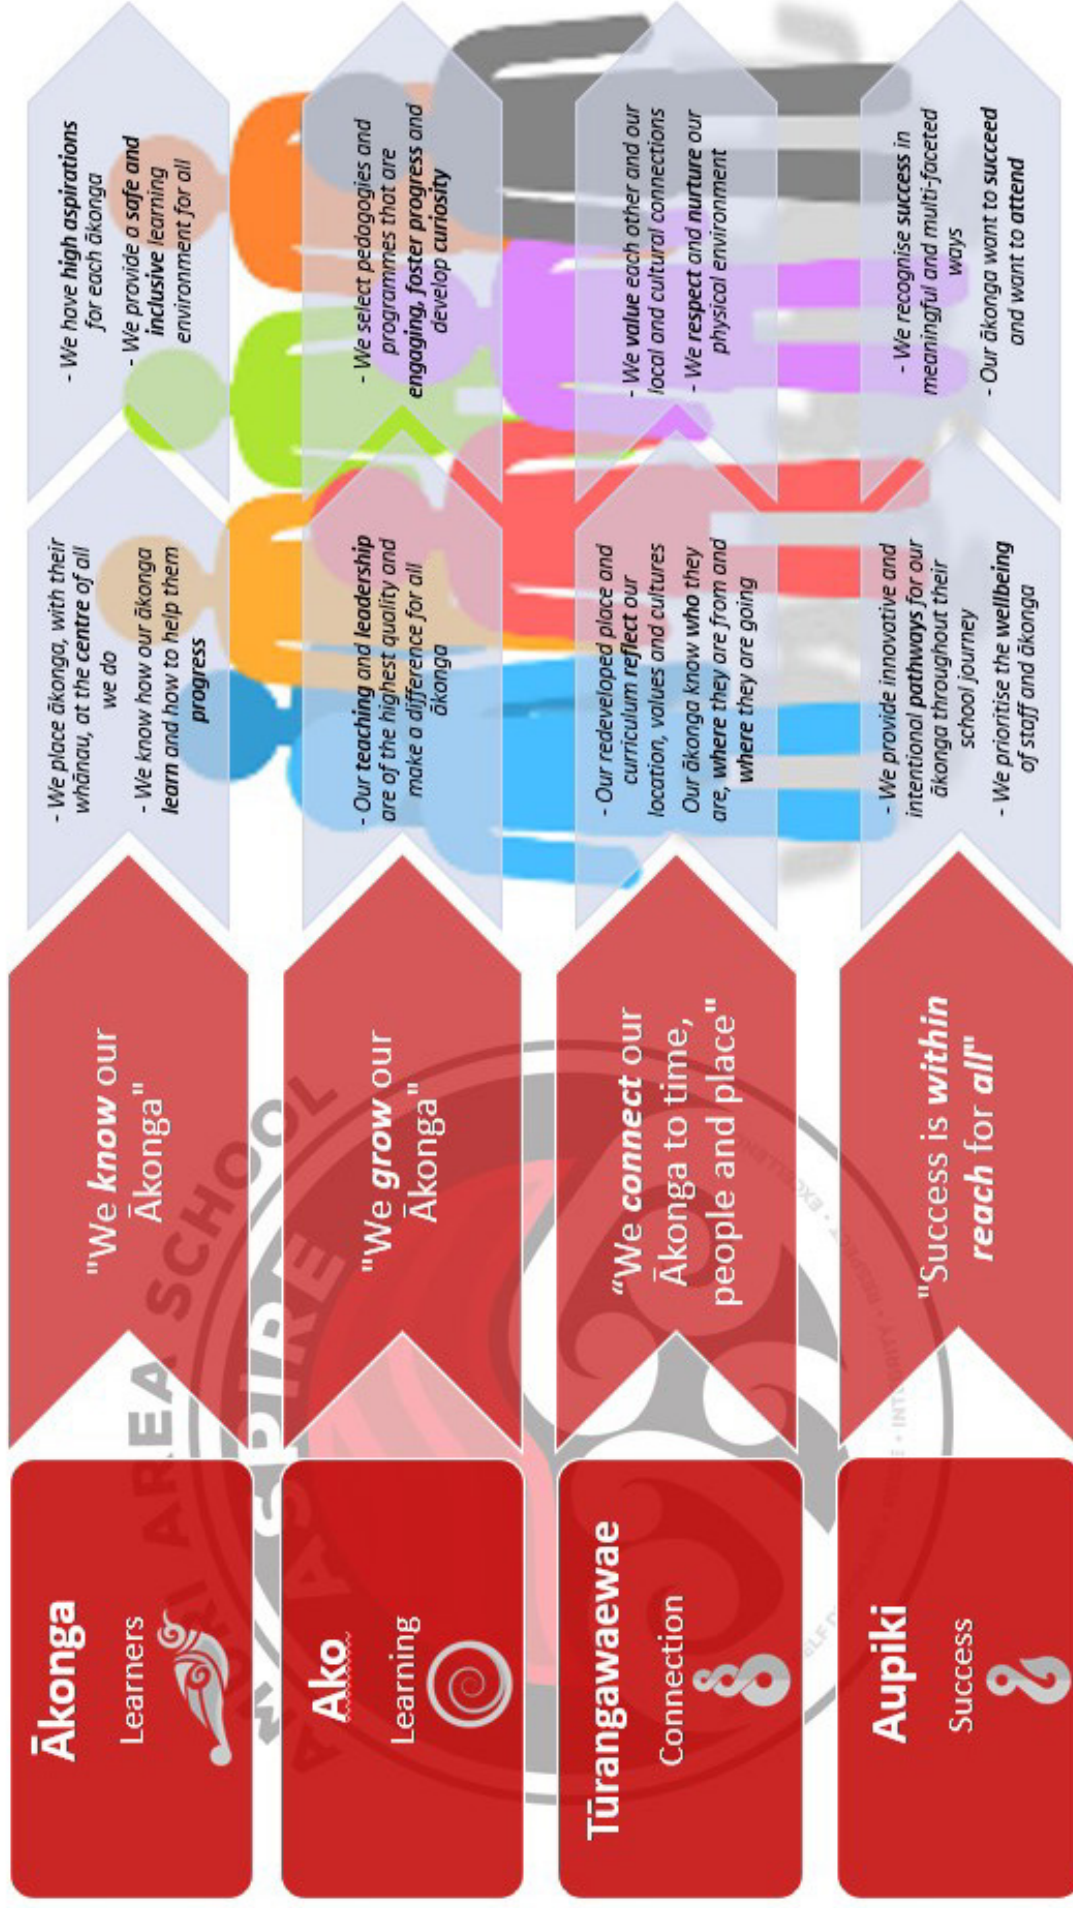 Ākonga
Learners
"We know our
Ākonga"
- We place ākonga, with their
whānau, at the centre of all
we do
- We know how our ākonga
learn and how to help them
progress
- We have high aspirations
for each ākonga
- We provide a safe and
inclusive learning
environment for all
Ako
Learning
"We grow our
Ākonga"
- Our teaching and leadership
are of the highest quality and
make a difference for all
ākonga
- We select pedagogies and
programmes that are
engaging, foster progress and
develop curiosity
Tūrangawaewae
Connection
“We connect our
Ākonga to time,
people and place"
- Our redeveloped place and
curriculum reflect our
location, values and cultures
Our ākonga know who they
are, where they are from and
where they are going
- We value each other and our
local and cultural connections
- We respect and nurture our
physical environment
Aupiki
Success
"Success is within
reach for all"
- We provide innovative and
intentional pathways for our
ākonga throughout their
school journey
- We prioritise the wellbeing
of staff and ākonga
- We recognise success in
meaningful and multi-faceted
ways
- Our ākonga want to succeed
and want to attend
AREA SCHOOL
ASPIRE
INTEGRITY • RESPECT •